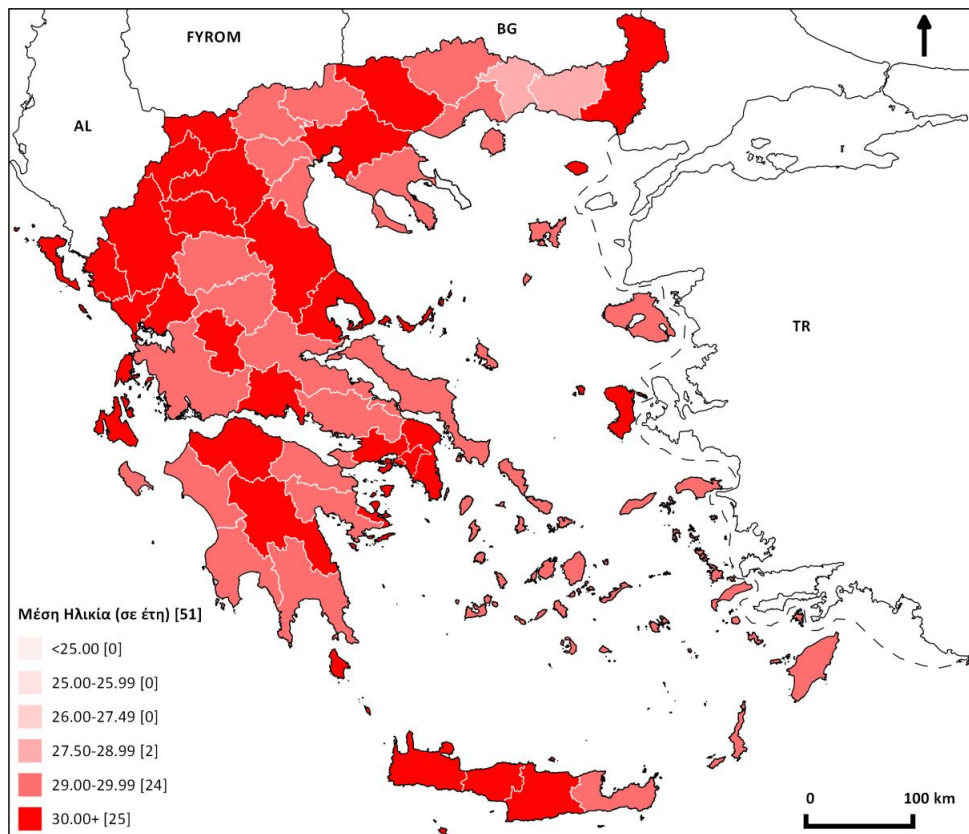 FYROM
BG
AL
TR
Μέση Ηλικία (σε έτη) [51]
<25.00 [0]
25.00-25.99 [0]
26.00-27.49 [0]
27.50-28.99 [2]
29.00-29.99 [24]
30.00+ [25]
0 100 km